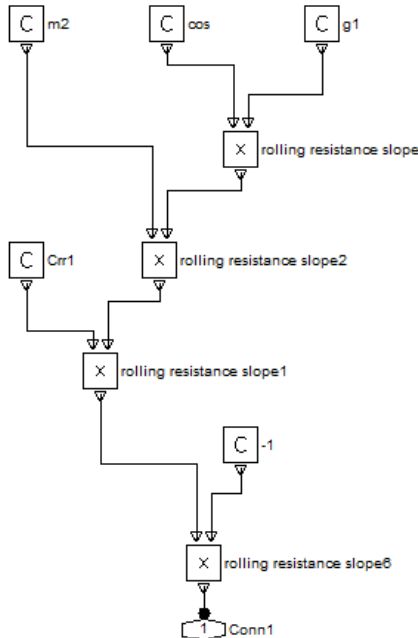 C m2
C cos
C g1
X rolling resistance slope
X rolling resistance slope2
C Crr1
X rolling resistance slope1
C -1
X rolling resistance slope6
1 Conn1